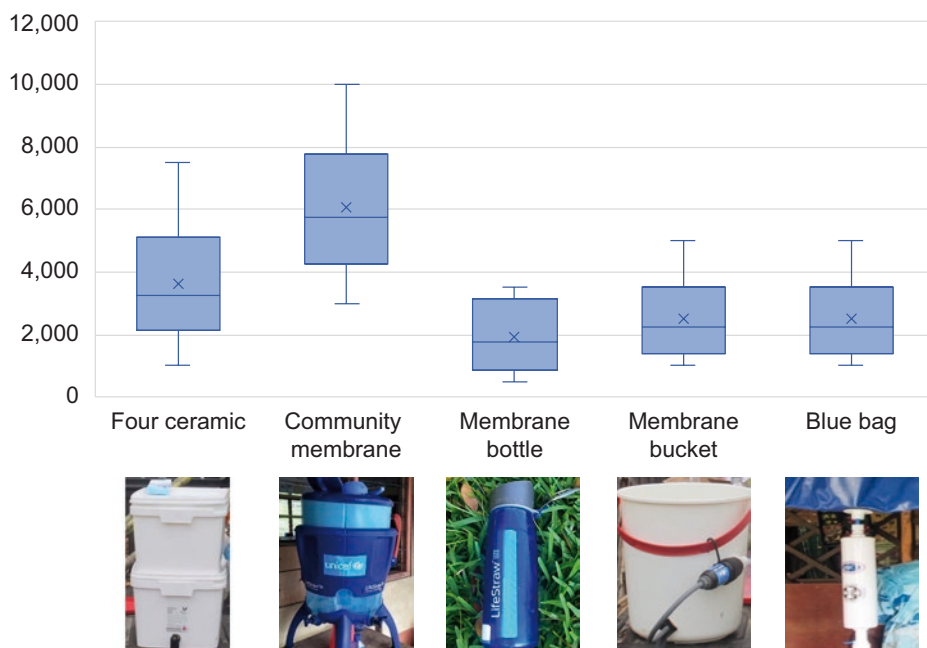 12,000
10,000
8,000
6,000
4,000
2,000
0
Four ceramic
Community
membrane
Membrane
bottle
Membrane
bucket
Blue bag
unicef
LifeStraw